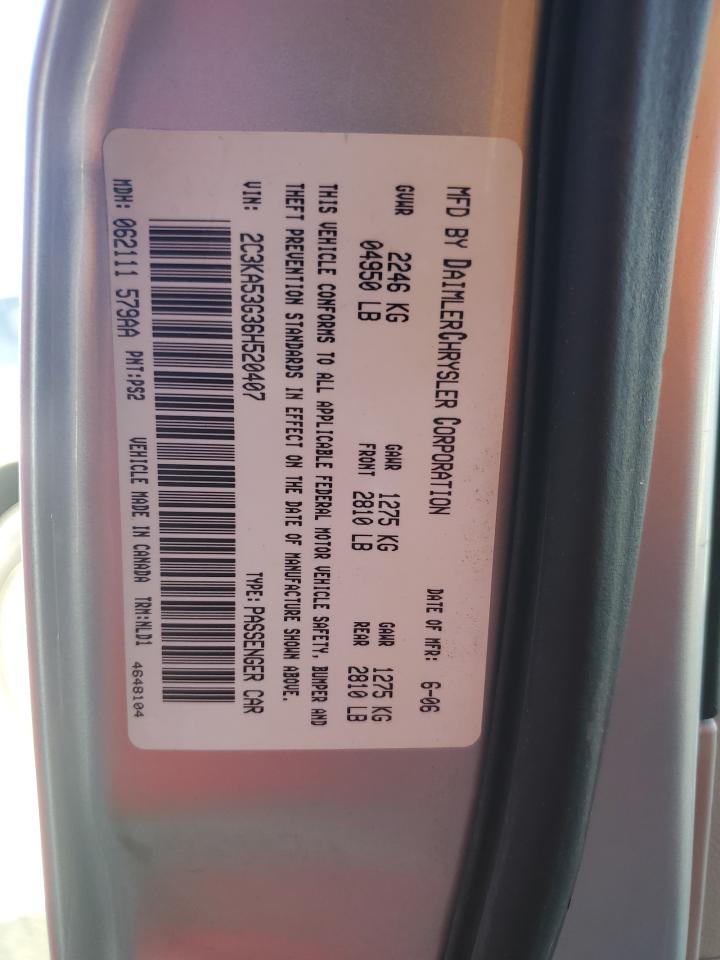 MFD BY DAIMLERCHRYSLER CORPORATION
DATE OF MFR: 6-06
GVWR 2246 KG
04950 LB
GAWR FRONT 1275 KG
2810 LB
GAWR REAR 1275 KG
2810 LB
THIS VEHICLE CONFORMS TO ALL APPLICABLE FEDERAL MOTOR VEHICLE SAFETY, BUMPER AND
THEFT PREVENTION STANDARDS IN EFFECT ON THE DATE OF MANUFACTURE SHOWN ABOVE.
VIN: 2C3KA53G36H520407 TYPE: PASSENGER CAR
MDH: 062111 579AA PNT:PS2 VEHICLE MADE IN CANADA TRM:NLD1 4648104